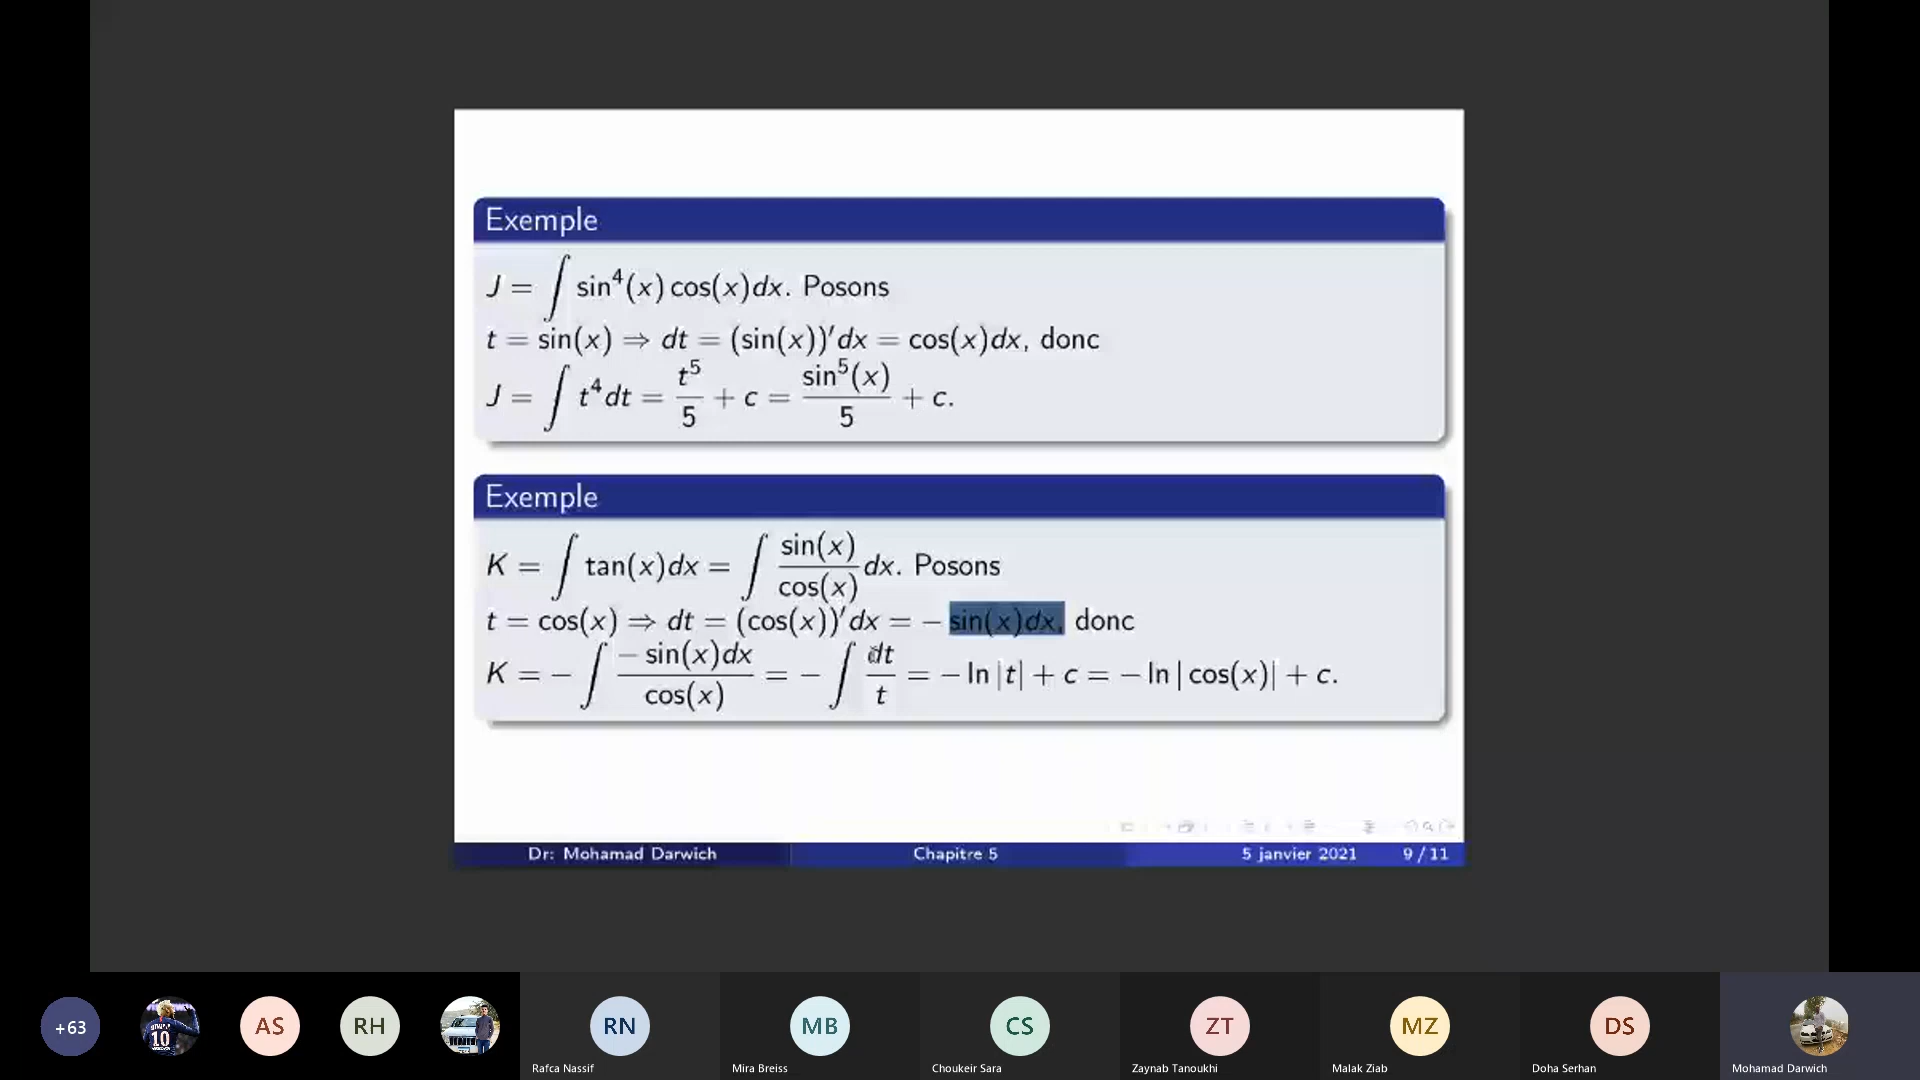 Exemple
J = ∫ sin⁴(x) cos(x)dx. Posons
t = sin(x) ⇒ dt = (sin(x))′dx = cos(x)dx, donc
J = ∫ t⁴dt = t⁵/5 + c = sin⁵(x)/5 + c.
Exemple
K = ∫ tan(x)dx = ∫ sin(x)/cos(x) dx. Posons
t = cos(x) ⇒ dt = (cos(x))′dx = − sin(x)dx, donc
K = − ∫ − sin(x)dx/cos(x) = − ∫ dt/t = − ln |t| + c = − ln | cos(x)| + c.
Dr: Mohamad Darwich Chapitre 5 5 janvier 2021 9 / 11
+63 10 AS RH RN MB CS ZT MZ DS
Rafca Nassif Mira Breiss Choukeir Sara Zaynab Tanoukhi Malak Ziab Doha Serhan Mohamad Darwich